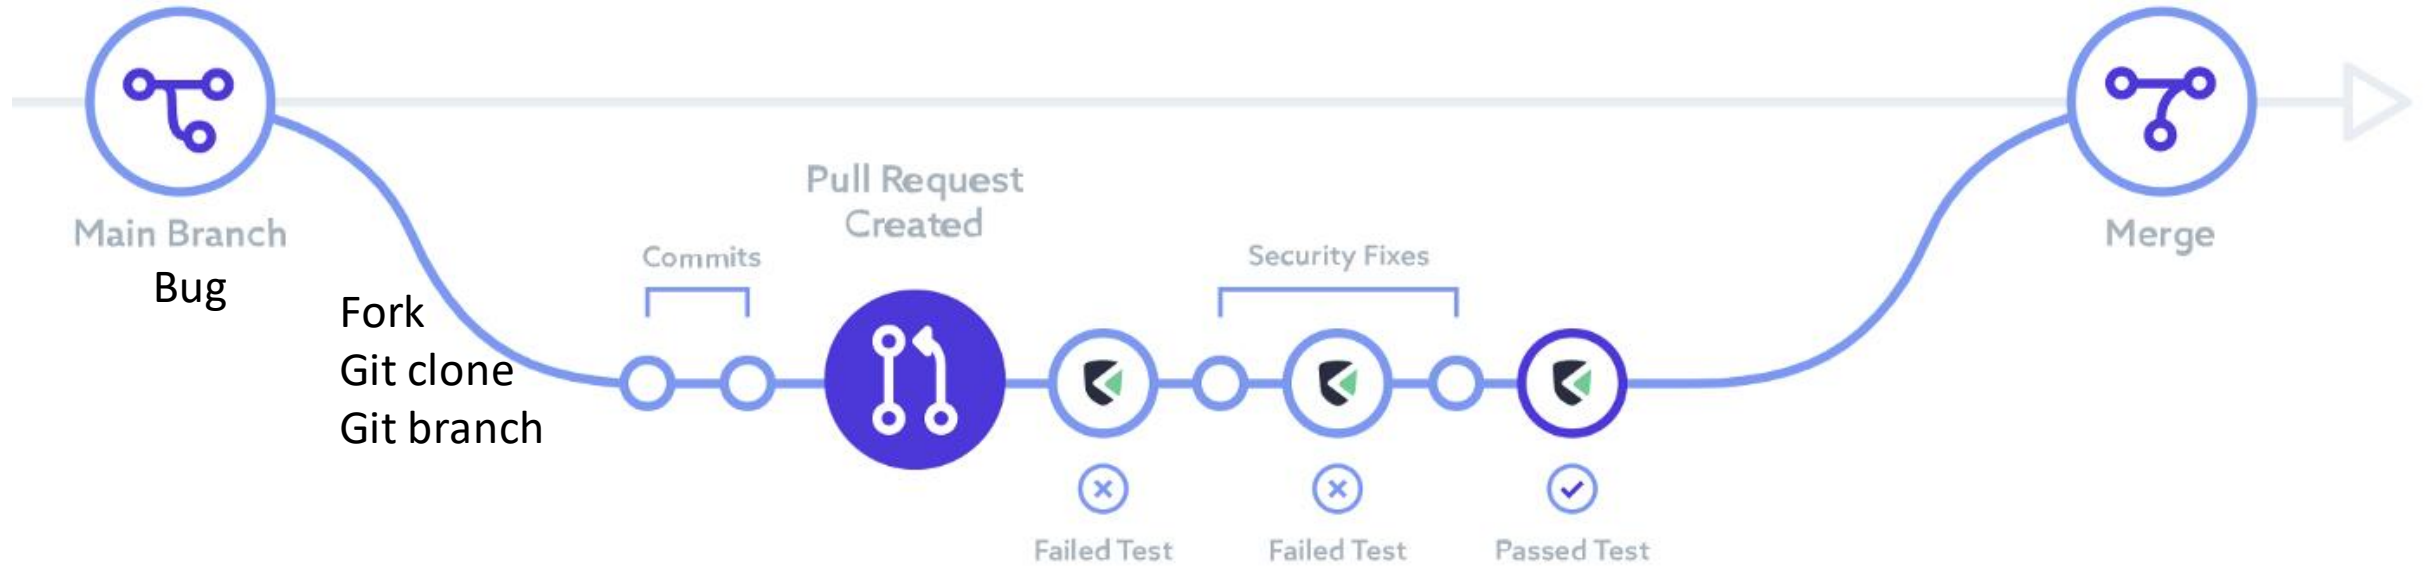 Main Branch
Bug
Fork
Git clone
Git branch
Commits
Pull Request
Created
Security Fixes
Failed Test
Failed Test
Passed Test
Merge